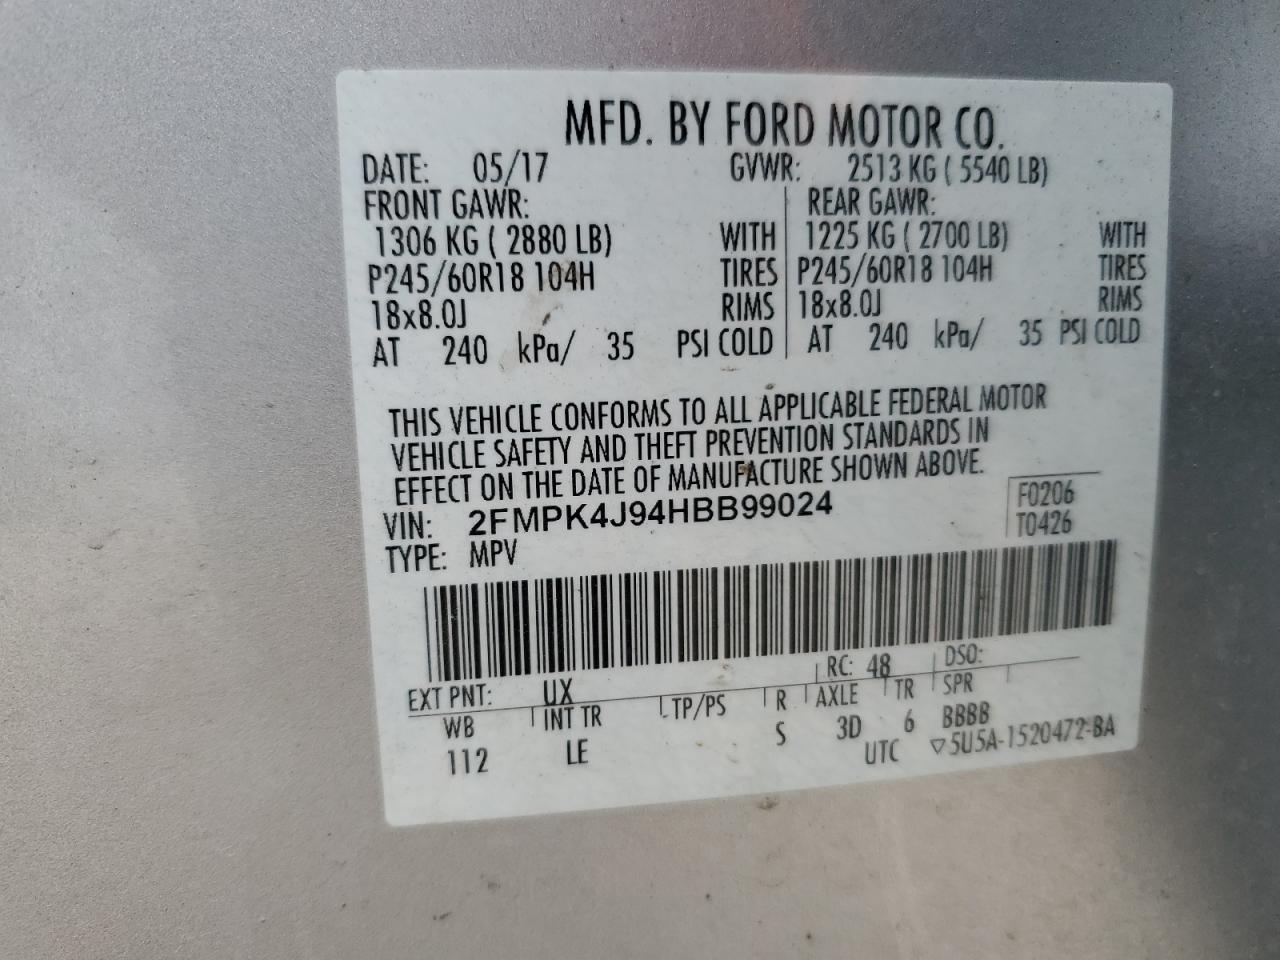 MFD. BY FORD MOTOR CO.
DATE: 05/17 GVWR: 2513 KG ( 5540 LB)
FRONT GAWR: REAR GAWR:
1306 KG ( 2880 LB) WITH 1225 KG ( 2700 LB) WITH
P245/60R18 104H TIRES P245/60R18 104H TIRES
18x8.0J RIMS 18x8.0J RIMS
AT 240 kPa/ 35 PSI COLD AT 240 kPa/ 35 PSI COLD
THIS VEHICLE CONFORMS TO ALL APPLICABLE FEDERAL MOTOR
VEHICLE SAFETY AND THEFT PREVENTION STANDARDS IN
EFFECT ON THE DATE OF MANUFACTURE SHOWN ABOVE.
VIN: 2FMPK4J94HBB99024 F0206
TYPE: MPV T0426
EXT PNT: UX RC: 48 DSO:
WB INT TR TP/PS R AXLE TR SPR
112 LE S 3D 6 BBBB
UTC ▽5U5A-1520472-BA